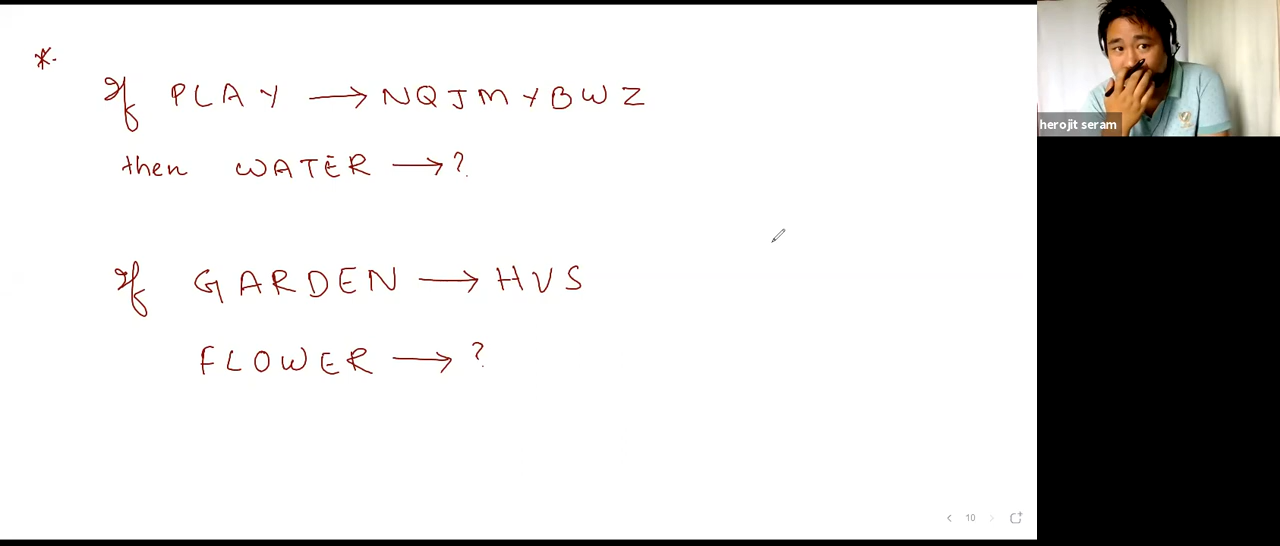 *.
If PLAY → NQJMYBWZ
then WATER → ?
If GARDEN → HVS
FLOWER → ?
herojit seram
10